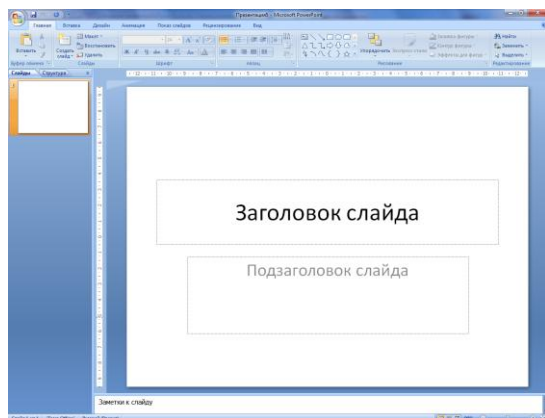 Презентация1 - Microsoft PowerPoint
Главная Вставка Дизайн Анимация Показ слайдов Рецензирование Вид
Вставить
Создать слайд
Макет
Восстановить
Удалить
Упорядочить
Экспресс-стили
Заливка фигуры
Контур фигуры
Эффекты для фигур
Найти
Заменить
Выделить
Буфер обмена Слайды Шрифт Абзац Рисование Редактирование
Слайды Структура
Заголовок слайда
Подзаголовок слайда
Заметки к слайду